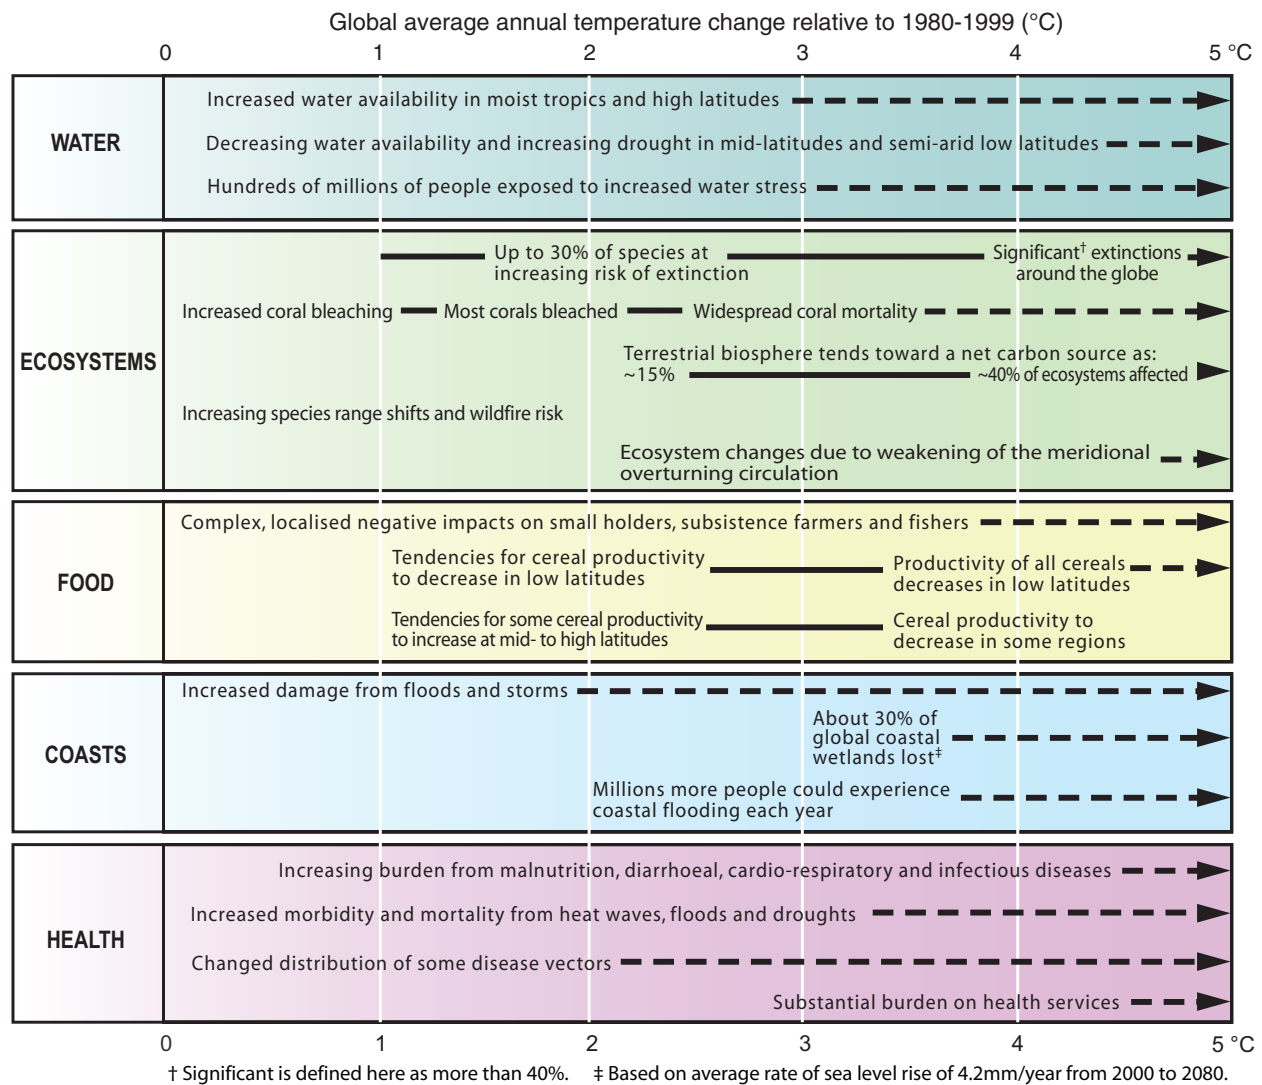 Global average annual temperature change relative to 1980-1999 (°C)
0 1 2 3 4 5 °C
WATER
Increased water availability in moist tropics and high latitudes
Decreasing water availability and increasing drought in mid-latitudes and semi-arid low latitudes
Hundreds of millions of people exposed to increased water stress
ECOSYSTEMS
Up to 30% of species at
increasing risk of extinction
Significant† extinctions
around the globe
Increased coral bleaching Most corals bleached Widespread coral mortality
Terrestrial biosphere tends toward a net carbon source as:
~15% ~40% of ecosystems affected
Increasing species range shifts and wildfire risk
Ecosystem changes due to weakening of the meridional
overturning circulation
FOOD
Complex, localised negative impacts on small holders, subsistence farmers and fishers
Tendencies for cereal productivity
to decrease in low latitudes
Productivity of all cereals
decreases in low latitudes
Tendencies for some cereal productivity
to increase at mid- to high latitudes
Cereal productivity to
decrease in some regions
COASTS
Increased damage from floods and storms
About 30% of
global coastal
wetlands lost‡
Millions more people could experience
coastal flooding each year
HEALTH
Increasing burden from malnutrition, diarrhoeal, cardio-respiratory and infectious diseases
Increased morbidity and mortality from heat waves, floods and droughts
Changed distribution of some disease vectors
Substantial burden on health services
0 1 2 3 4 5 °C
† Significant is defined here as more than 40%. ‡ Based on average rate of sea level rise of 4.2mm/year from 2000 to 2080.